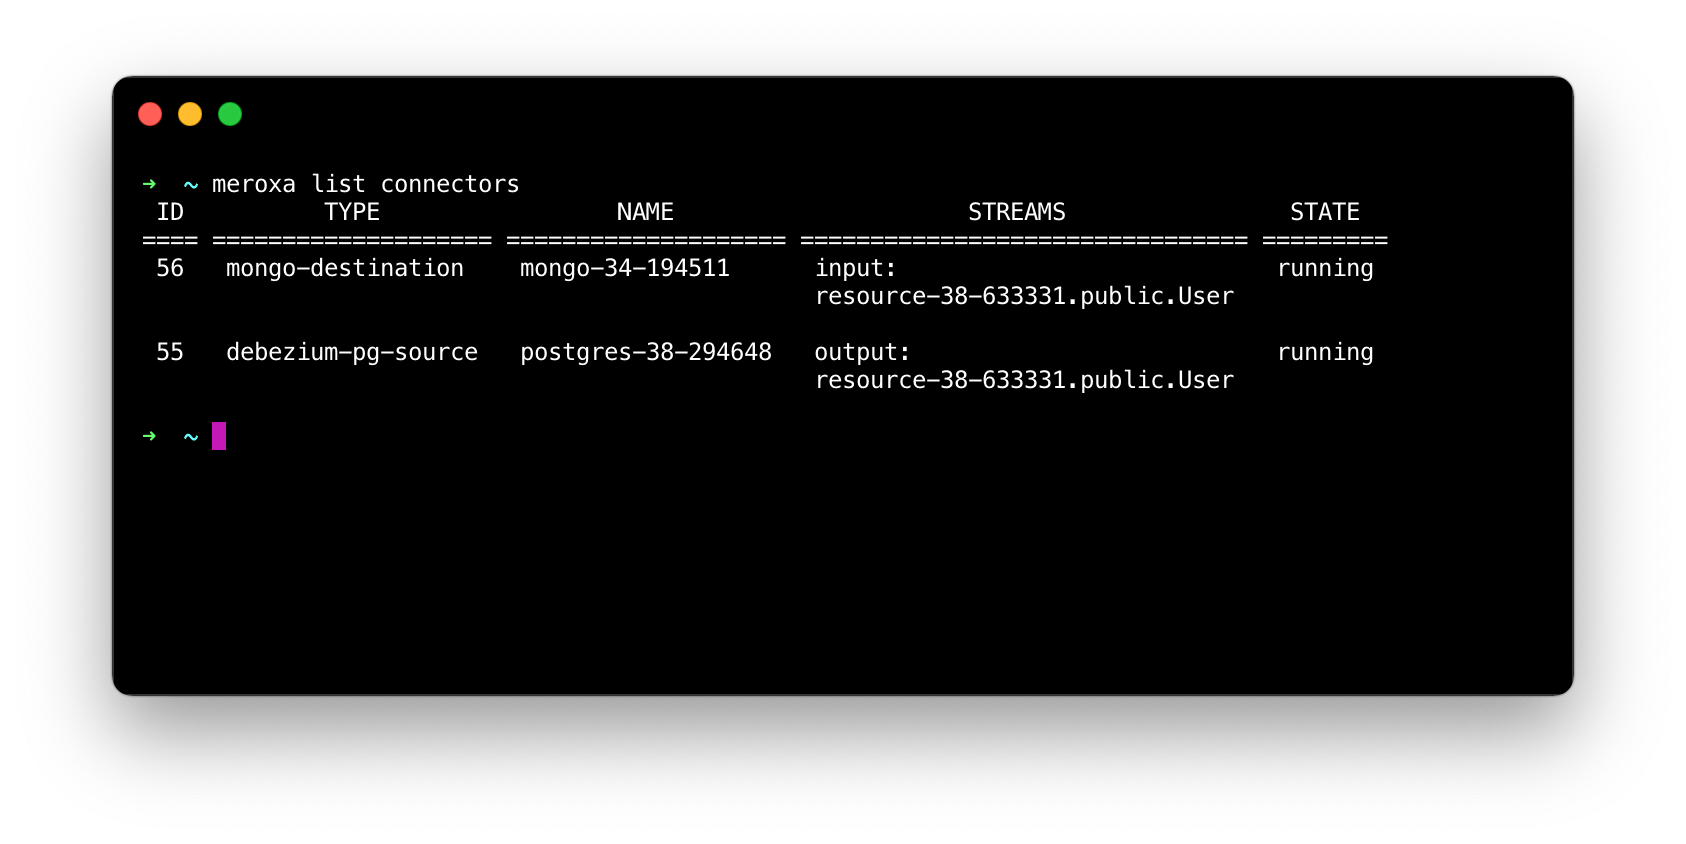 ➜ ~ meroxa list connectors
ID TYPE NAME STREAMS STATE
==== ==================== ==================== ================================ =========
56 mongo-destination mongo-34-194511 input: running
resource-38-633331.public.User
55 debezium-pg-source postgres-38-294648 output: running
resource-38-633331.public.User
➜ ~